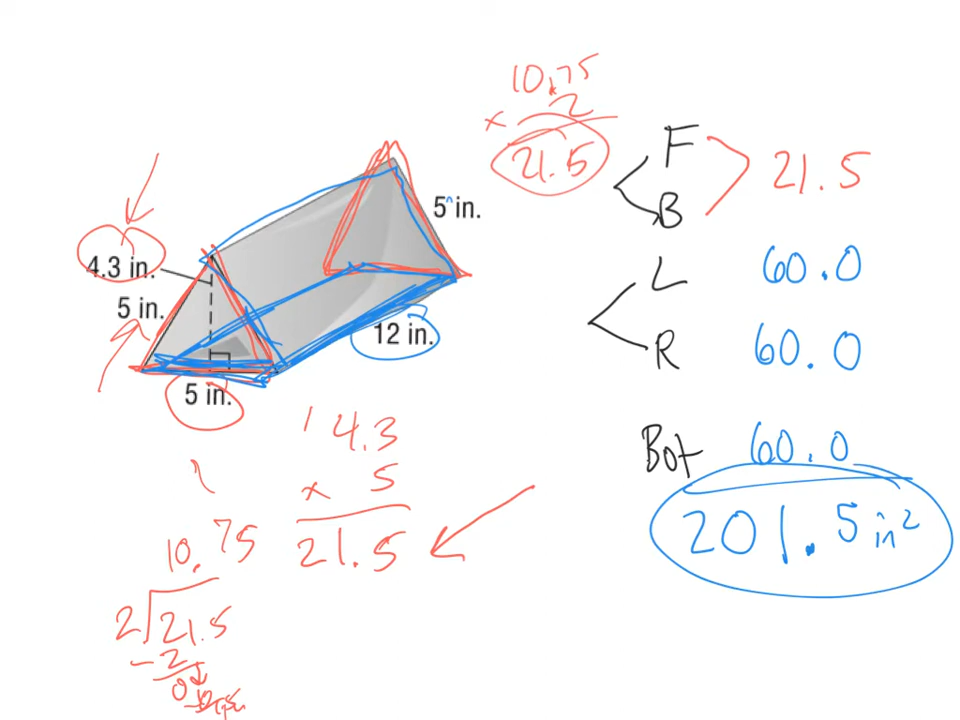 10.75
x 2
21.5
F
B
21.5
5 in.
4.3 in.
5 in.
12 in.
5 in.
L 60.0
R 60.0
Bot 60.0
201.5 in²
4.3
x 5
21.5
10.75
2 21.5
- 2
0